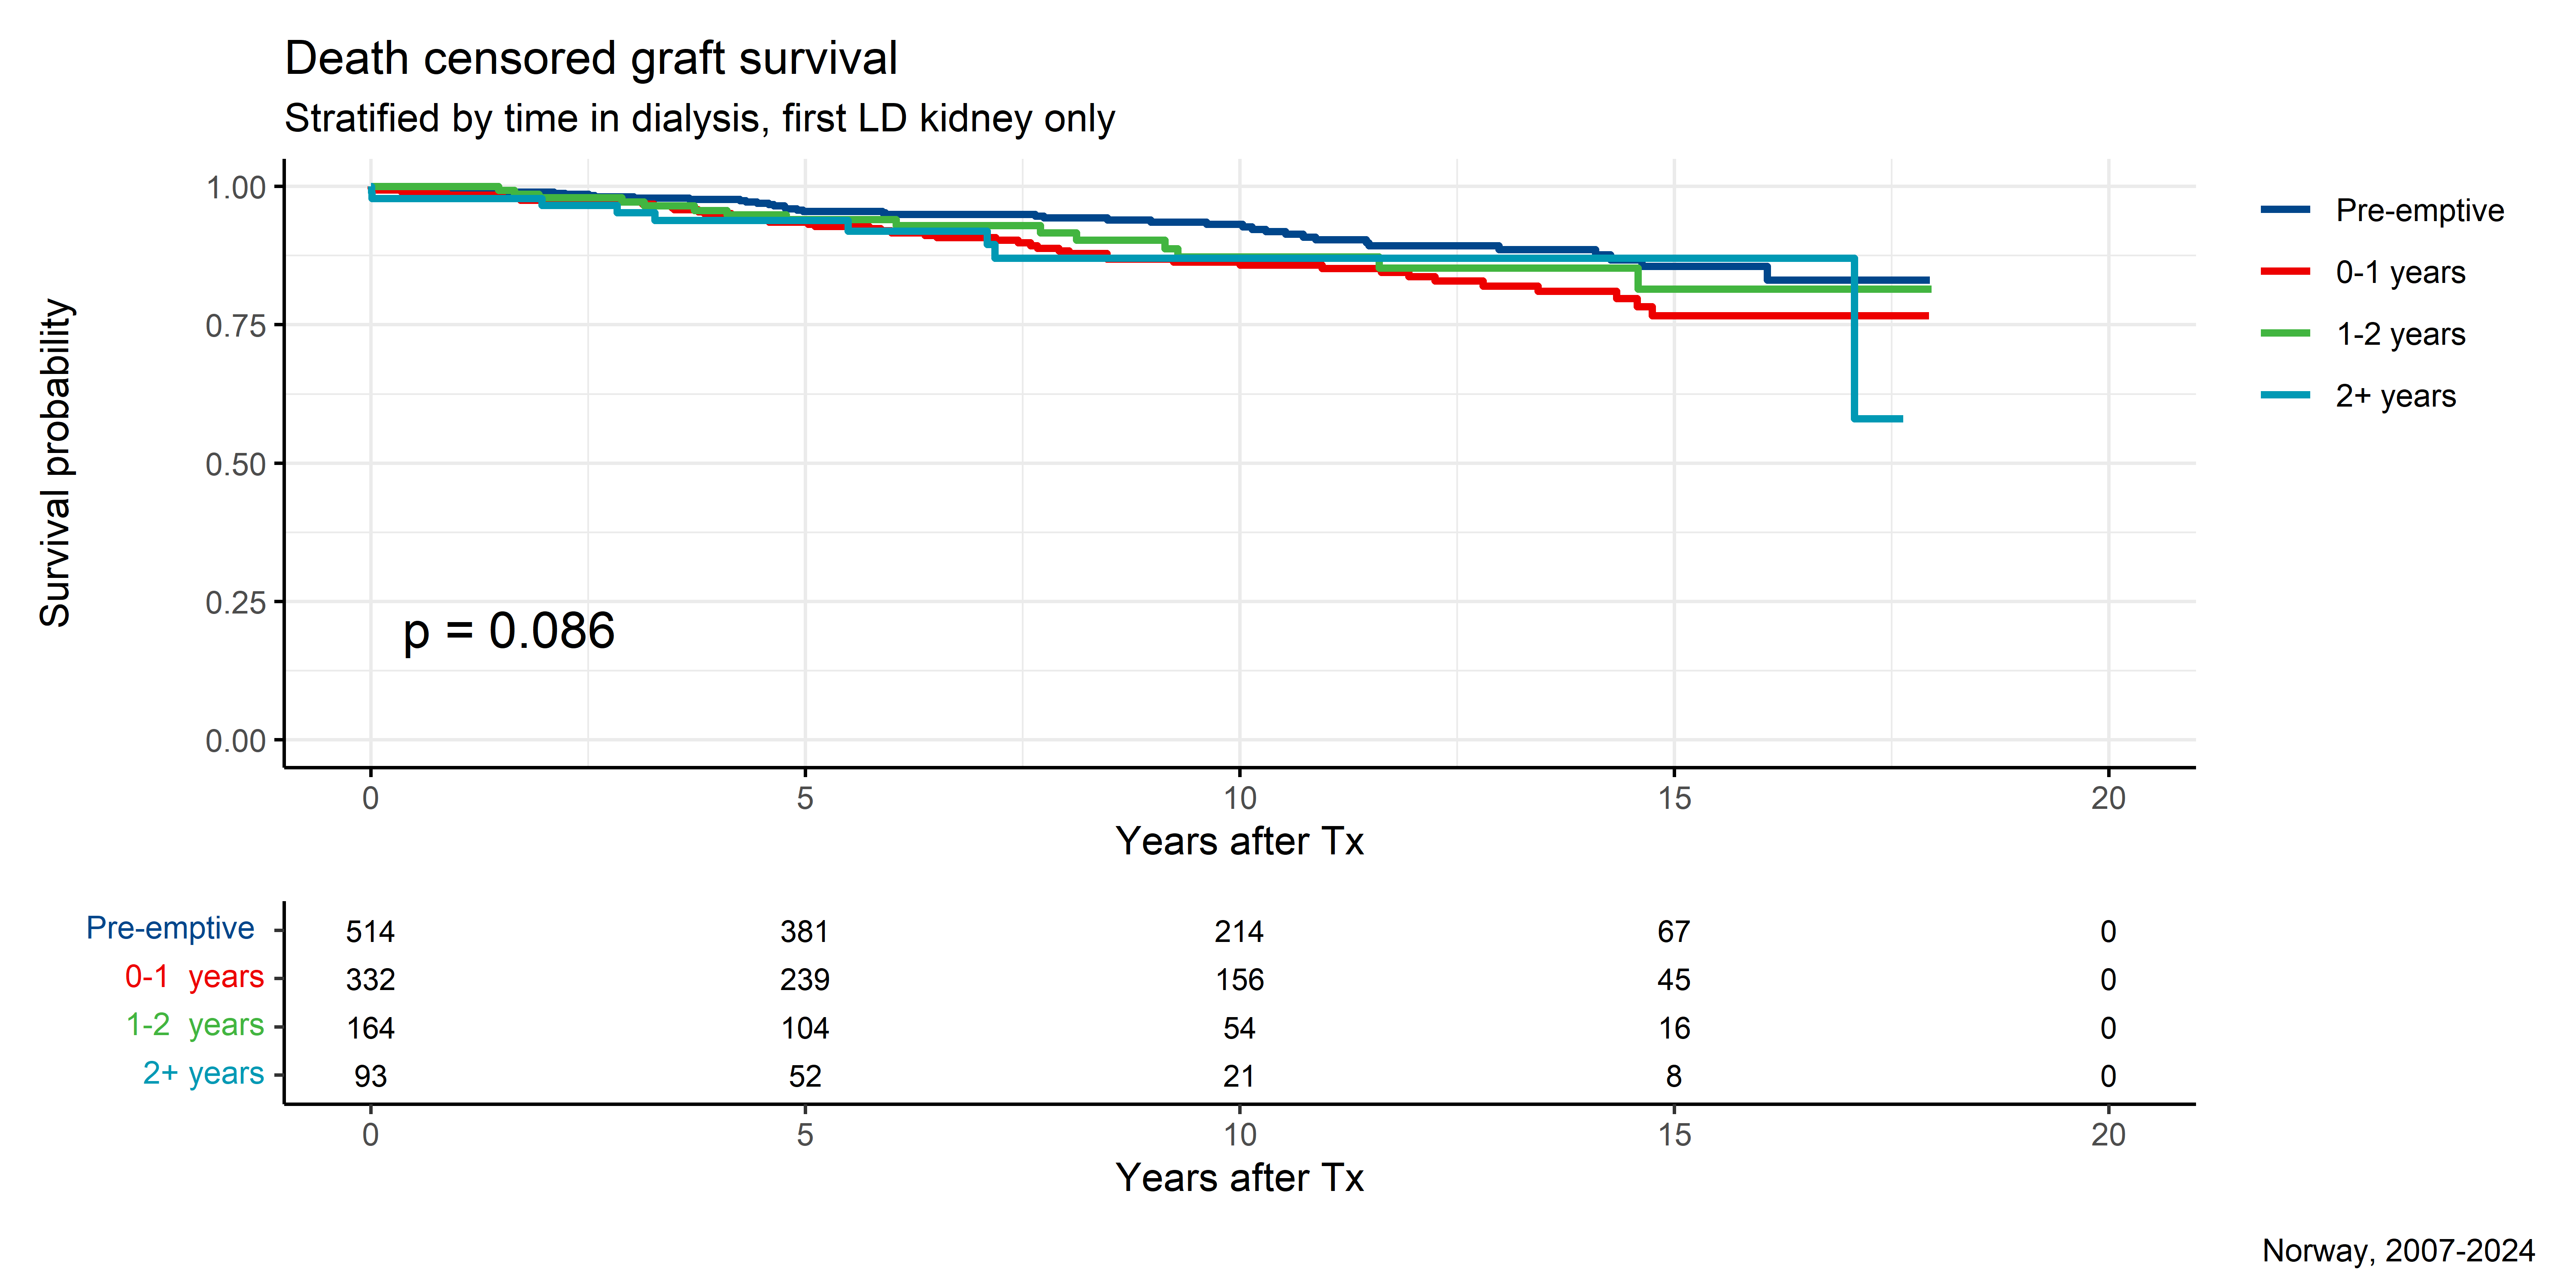 Death censored graft survival
Stratified by time in dialysis, first LD kidney only
Survival probability
1.00
0.75
0.50
0.25
0.00
p = 0.086
0 5 10 15 20
Years after Tx
Pre-emptive
0-1 years
1-2 years
2+ years
Pre-emptive 514 381 214 67 0
0-1 years 332 239 156 45 0
1-2 years 164 104 54 16 0
2+ years 93 52 21 8 0
0 5 10 15 20
Years after Tx
Norway, 2007-2024